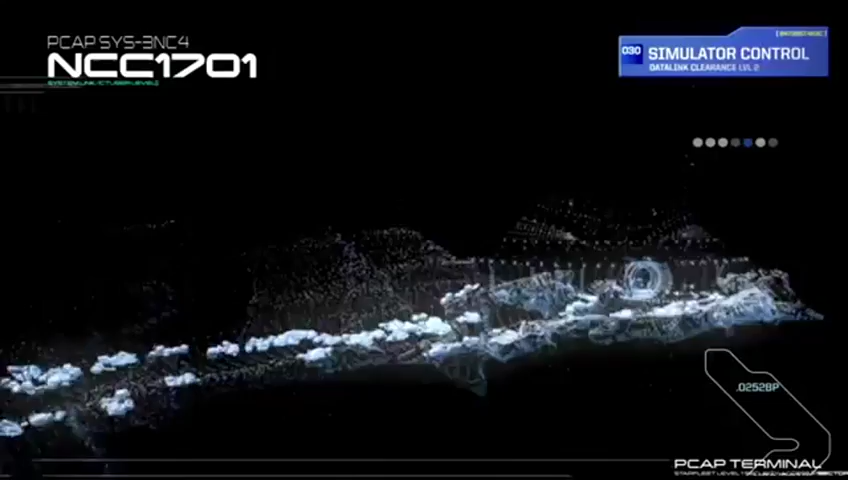 PCAP SYS-3NC4
NCC1701
030 SIMULATOR CONTROL
DATALINK CLEARANCE LVL 2
.02528P
PCAP TERMINAL